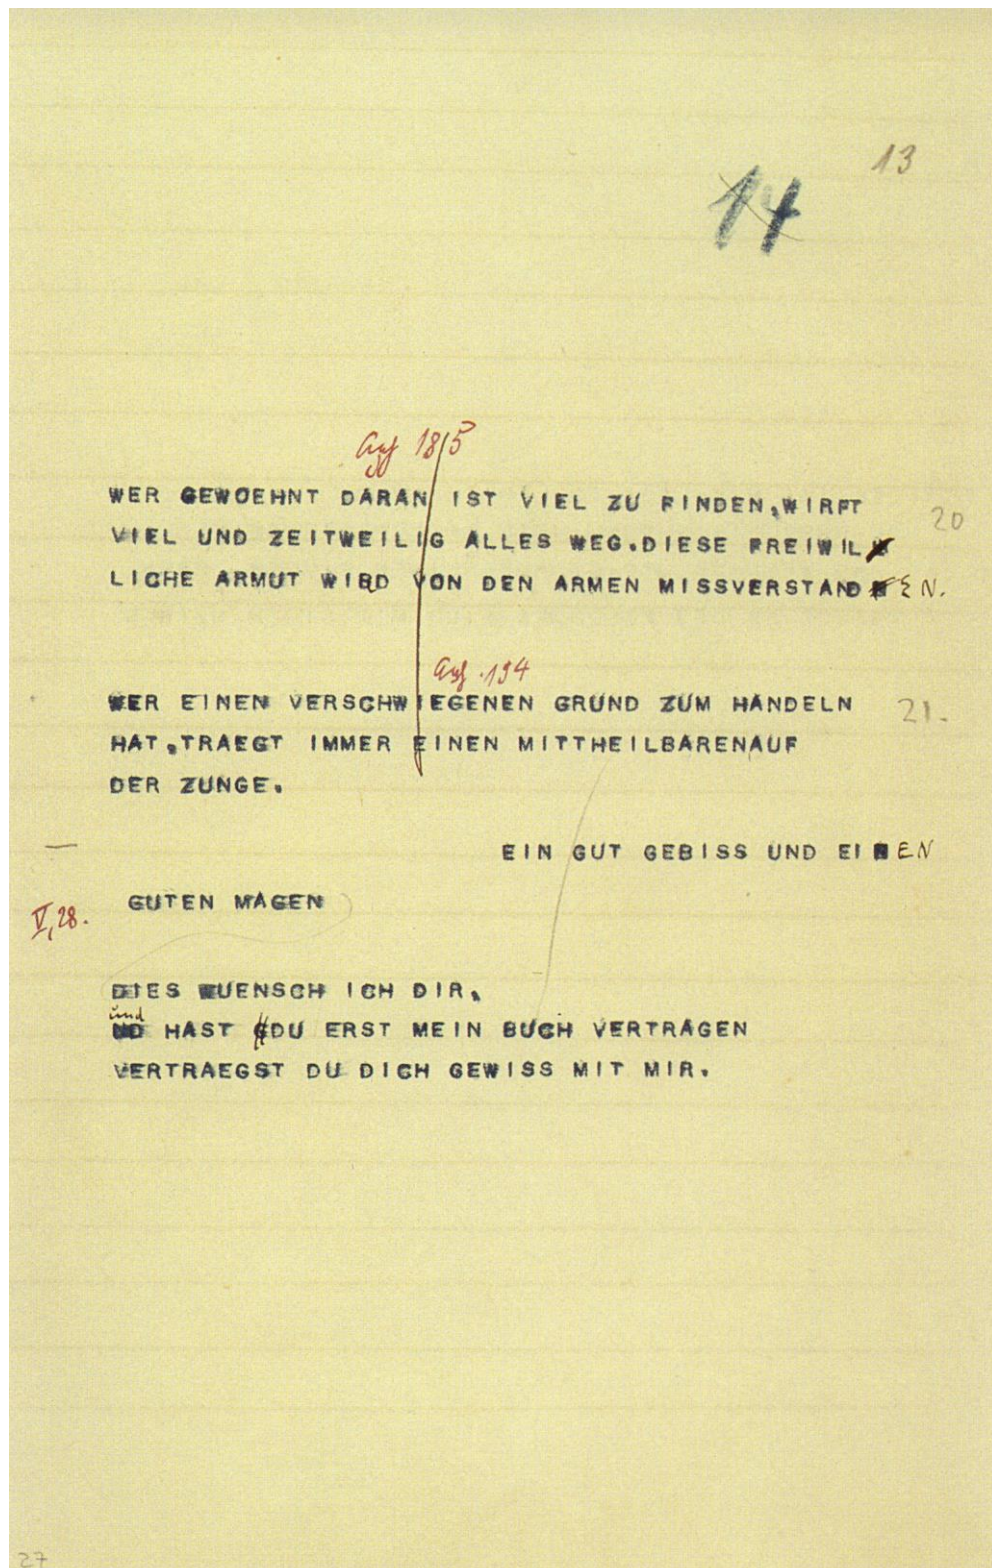 13
14
185
WER GEWOEHNT DARAN IST VIEL ZU FINDEN,WIRFT
20
VIEL UND ZEITWEILIG ALLES WEG.DIESE FREIWIL
LICHE ARMUT WIRD VON DEN ARMEN MISSVERSTANDEN.
194
WER EINEN VERSCHWIEGENEN GRUND ZUM HANDELN
21.
HAT,TRAEGT IMMER EINEN MITTHEILBARENAUF
DER ZUNGE.
— EIN GUT GEBISS UND EINEN
GUTEN MAGEN
V,28.
DIES WUENSCH ICH DIR,
und
UD HAST DU ERST MEIN BUCH VERTRAGEN
VERTRAEGST DU DICH GEWISS MIT MIR.
27